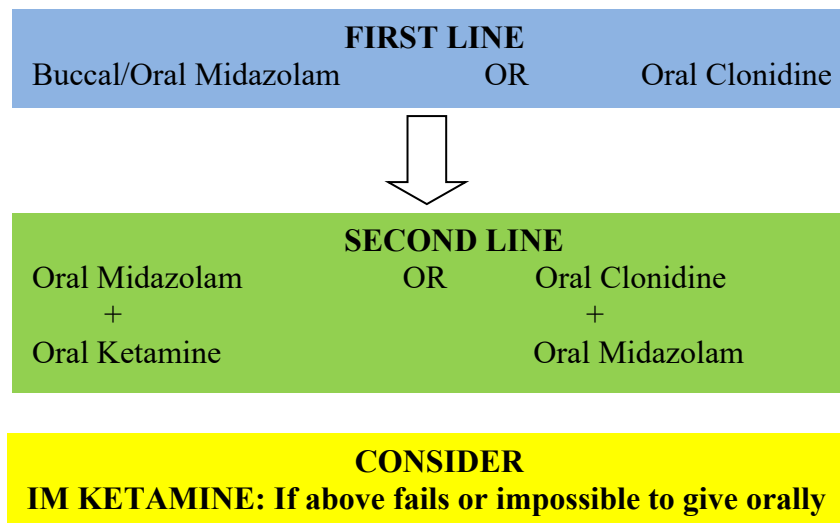 FIRST LINE
Buccal/Oral Midazolam OR Oral Clonidine
SECOND LINE
Oral Midazolam OR Oral Clonidine
+ +
Oral Ketamine Oral Midazolam
CONSIDER
IM KETAMINE: If above fails or impossible to give orally